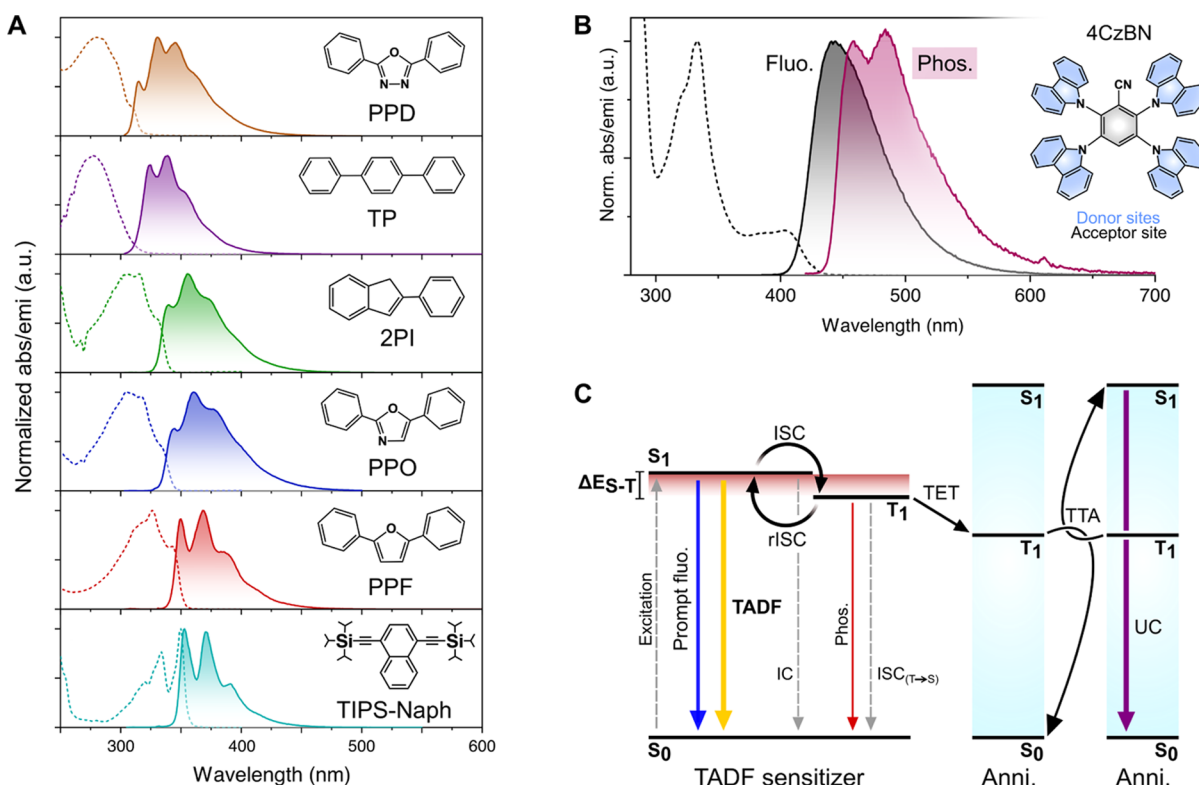 A
Normalized abs/emi (a.u.)
O
N N
PPD
TP
2PI
O
N
PPO
O
PPF
Si Si
TIPS-Naph
300 350 400 450 500 600
Wavelength (nm)
B
Norm. abs/emi (a.u.)
Fluo.
Phos.
4CzBN
CN
N N
N N
Donor sites
Acceptor site
300 400 500 600 700
Wavelength (nm)
C
S1
ΔES-T
ISC
rISC
T1
TET
Excitation
Prompt fluo.
TADF
IC
Phos.
ISC(T→S)
S0
TADF sensitizer
S1
T1
TTA
S0
Anni.
S1
T1
UC
S0
Anni.